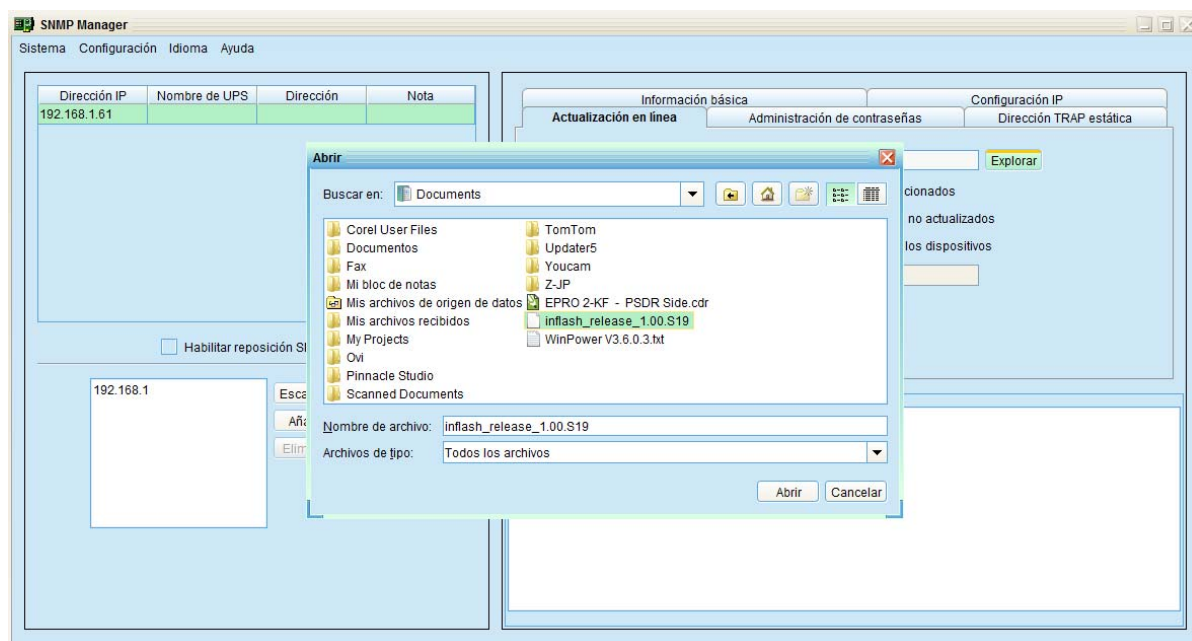 SNMP Manager
Sistema Configuración Idioma Ayuda
Dirección IP Nombre de UPS Dirección Nota
192.168.1.61
Información básica Configuración IP
Actualización en línea Administración de contraseñas Dirección TRAP estática
Explorar
cionados
no actualizados
los dispositivos
Abrir
Buscar en: Documents
Corel User Files
Documentos
Fax
Mi bloc de notas
Mis archivos de origen de datos
Mis archivos recibidos
My Projects
Ovi
Pinnacle Studio
Scanned Documents
TomTom
Updater5
Youcam
Z-JP
EPRO 2-KF - PSDR Side.cdr
inflash_release_1.00.S19
WinPower V3.6.0.3.txt
Nombre de archivo: inflash_release_1.00.S19
Archivos de tipo: Todos los archivos
Abrir Cancelar
Habilitar reposición S
192.168.1
Esca
Aña
Elim